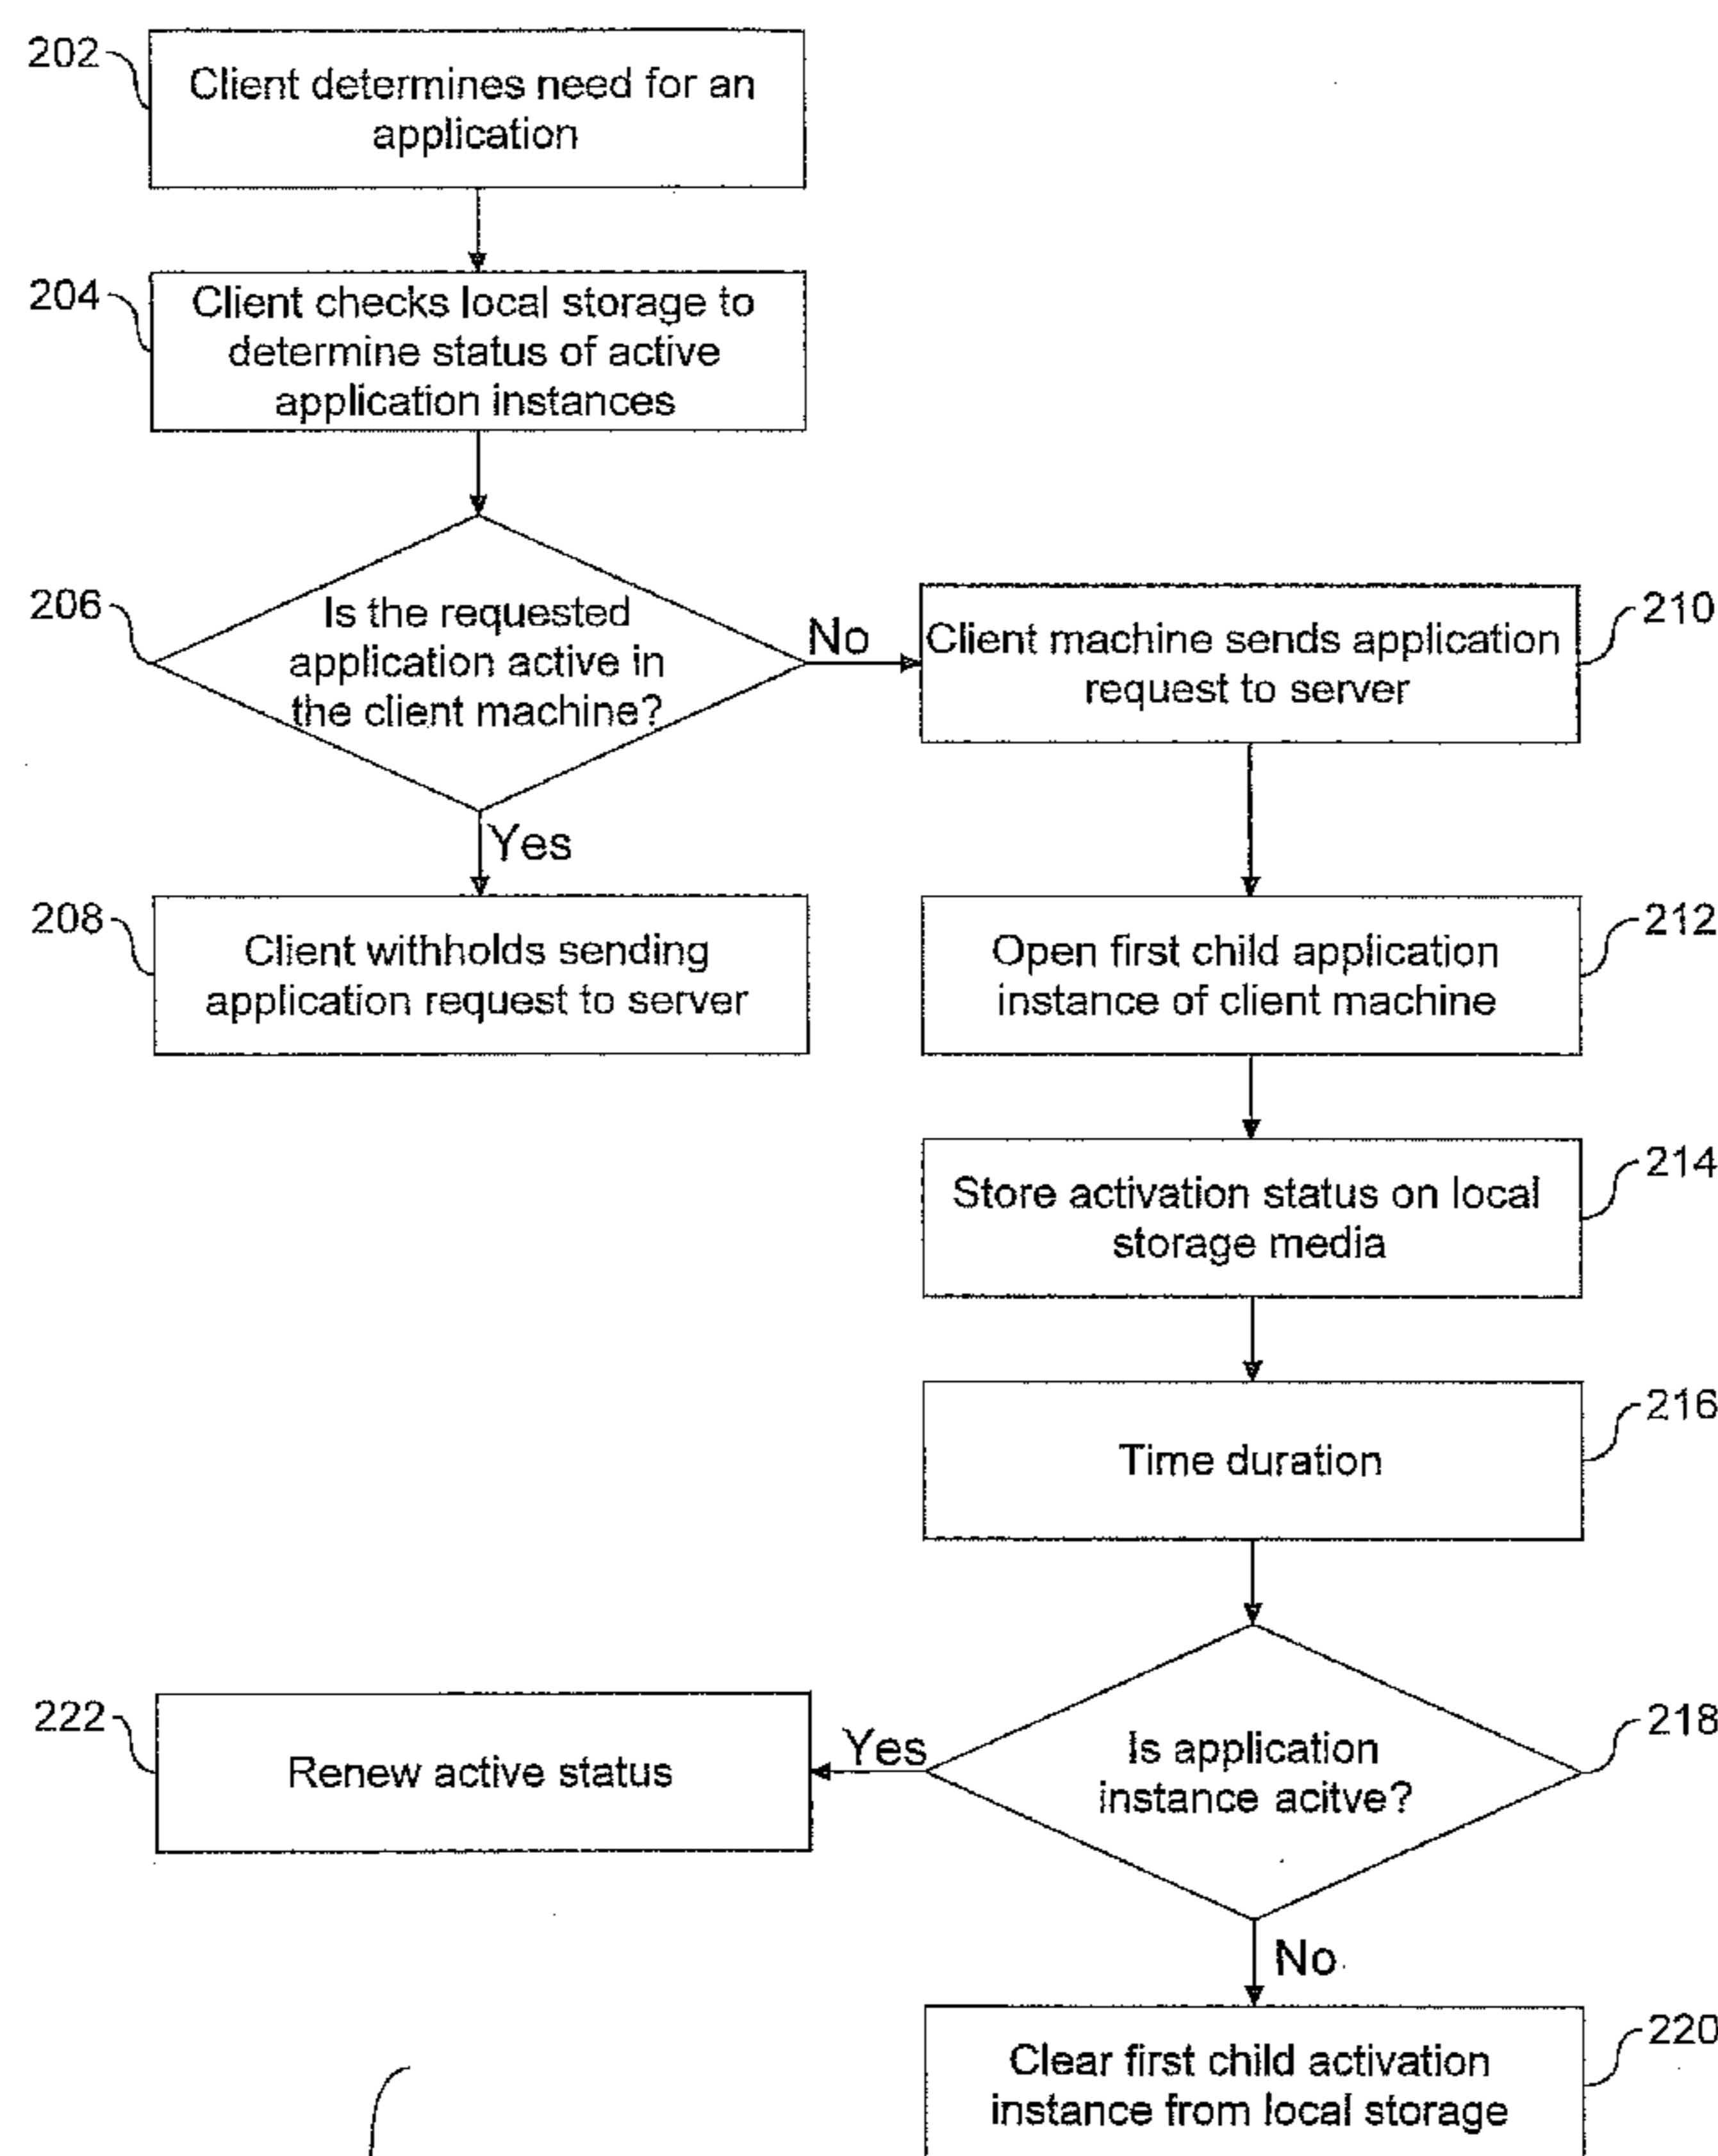 202
Client determines need for an
application
204
Client checks local storage to
determine status of active
application instances
206
Is the requested
application active in
the client machine?
No
210
Client machine sends application
request to server
Yes
208
Client withholds sending
application request to server
212
Open first child application
instance of client machine
214
Store activation status on local
storage media
216
Time duration
218
Is application
instance acitve?
Yes
222
Renew active status
No
220
Clear first child activation
instance from local storage